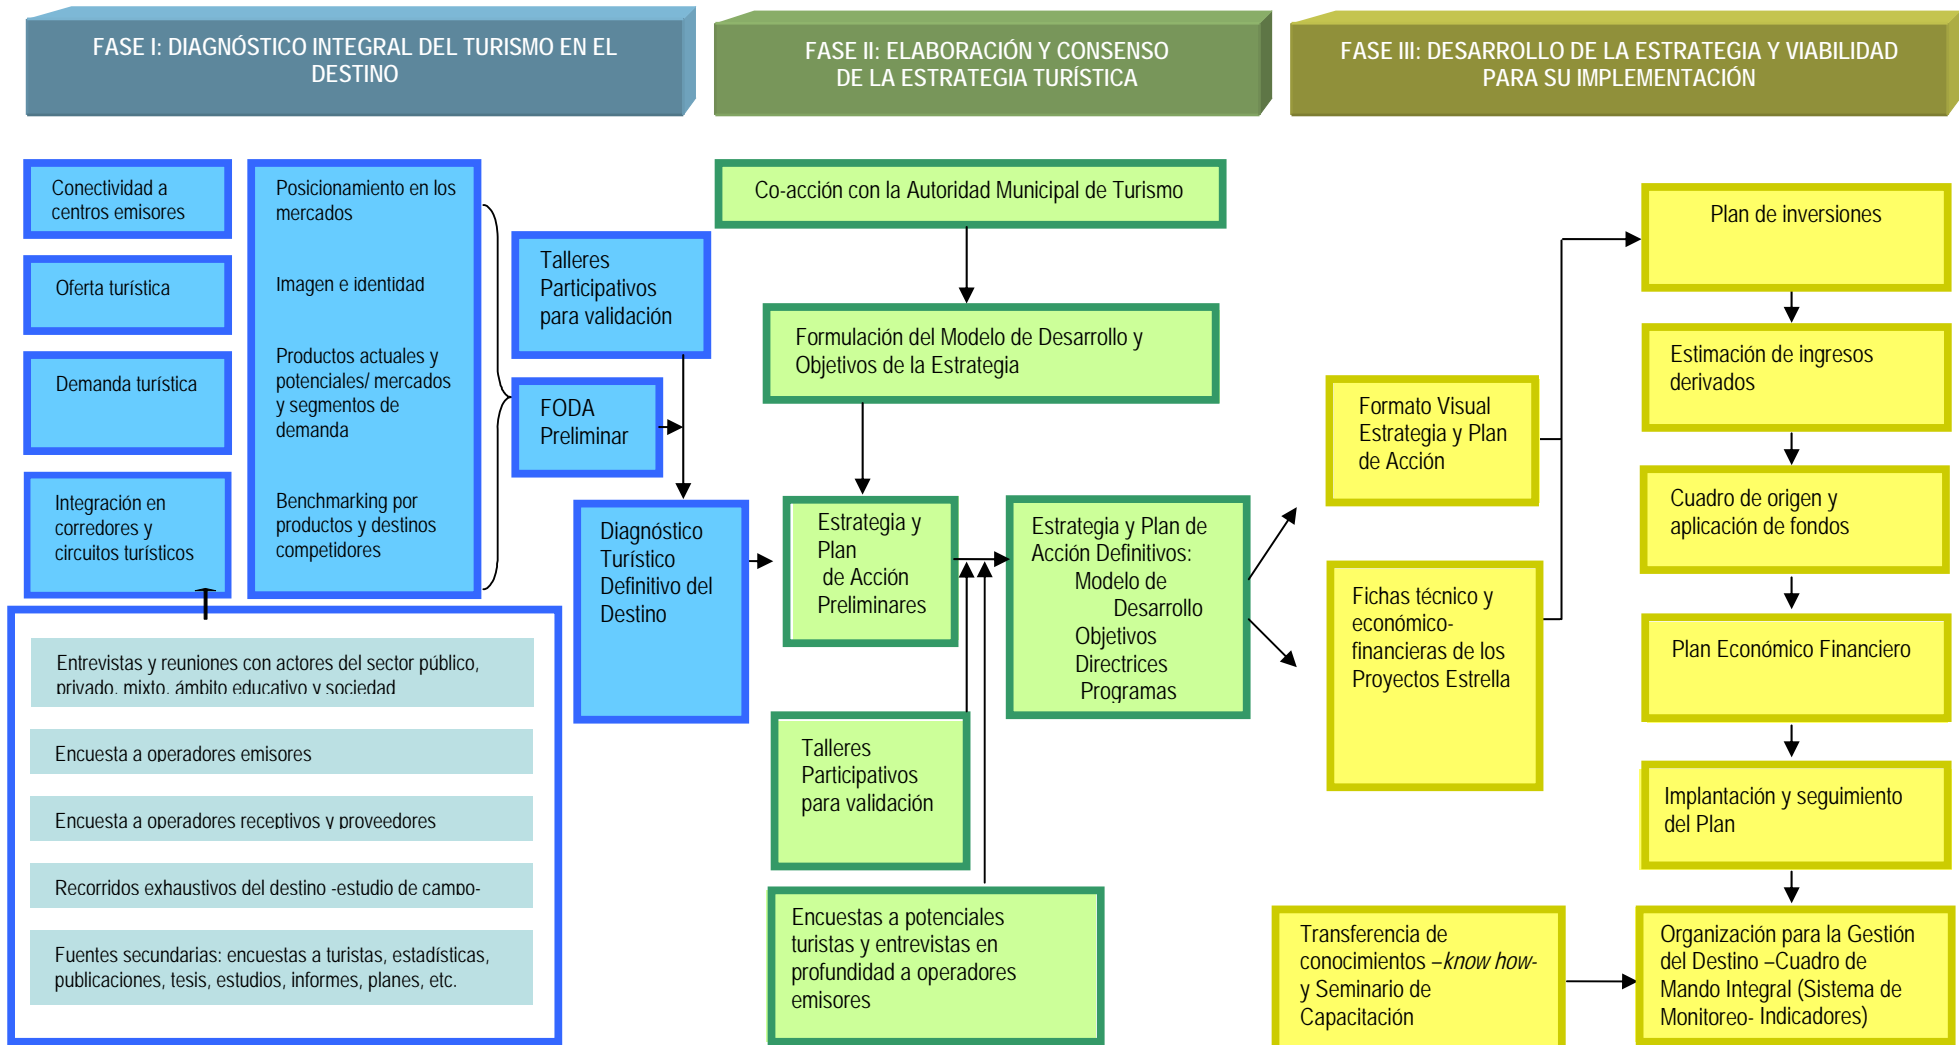 FASE I: DIAGNÓSTICO INTEGRAL DEL TURISMO EN EL
DESTINO
FASE II: ELABORACIÓN Y CONSENSO
DE LA ESTRATEGIA TURÍSTICA
FASE III: DESARROLLO DE LA ESTRATEGIA Y VIABILIDAD
PARA SU IMPLEMENTACIÓN
Conectividad a
centros emisores
Oferta turística
Demanda turística
Integración en
corredores y
circuitos turísticos
Posicionamiento en los
mercados
Imagen e identidad
Productos actuales y
potenciales/ mercados
y segmentos de
demanda
Benchmarking por
productos y destinos
competidores
Talleres
Participativos
para validación
FODA
Preliminar
Diagnóstico
Turístico
Definitivo del
Destino
Entrevistas y reuniones con actores del sector público,
privado, mixto, ámbito educativo y sociedad
Encuesta a operadores emisores
Encuesta a operadores receptivos y proveedores
Recorridos exhaustivos del destino -estudio de campo-
Fuentes secundarias: encuestas a turistas, estadísticas,
publicaciones, tesis, estudios, informes, planes, etc.
Co-acción con la Autoridad Municipal de Turismo
Formulación del Modelo de Desarrollo y
Objetivos de la Estrategia
Estrategia y
Plan
de Acción
Preliminares
Estrategia y Plan de
Acción Definitivos:
Modelo de
Desarrollo
Objetivos
Directrices
Programas
Talleres
Participativos
para validación
Encuestas a potenciales
turistas y entrevistas en
profundidad a operadores
emisores
Formato Visual
Estrategia y Plan
de Acción
Fichas técnico y
económico-
financieras de los
Proyectos Estrella
Plan de inversiones
Estimación de ingresos
derivados
Cuadro de origen y
aplicación de fondos
Plan Económico Financiero
Implantación y seguimiento
del Plan
Transferencia de
conocimientos –know how-
y Seminario de
Capacitación
Organización para la Gestión
del Destino –Cuadro de
Mando Integral (Sistema de
Monitoreo- Indicadores)